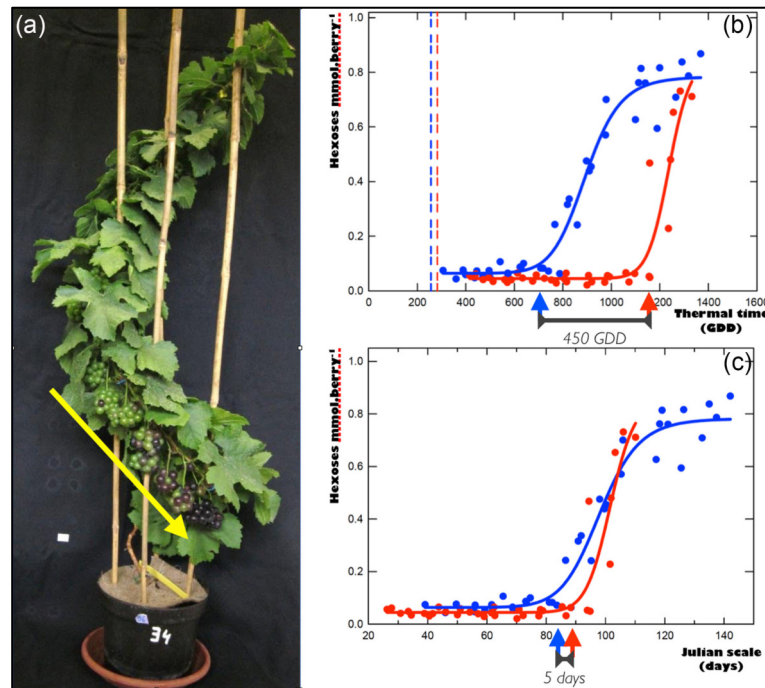 (a)
34
(b)
Hexoses mmol.berry⁻¹
1.0
0.8
0.6
0.4
0.2
0.0
0 200 400 600 800 1000 1200 1400 1600
Thermal time
(GDD)
450 GDD
(c)
Hexoses mmol.berry⁻¹
1.0
0.8
0.6
0.4
0.2
0.0
20 40 60 80 100 120 140
Julian scale
(days)
5 days